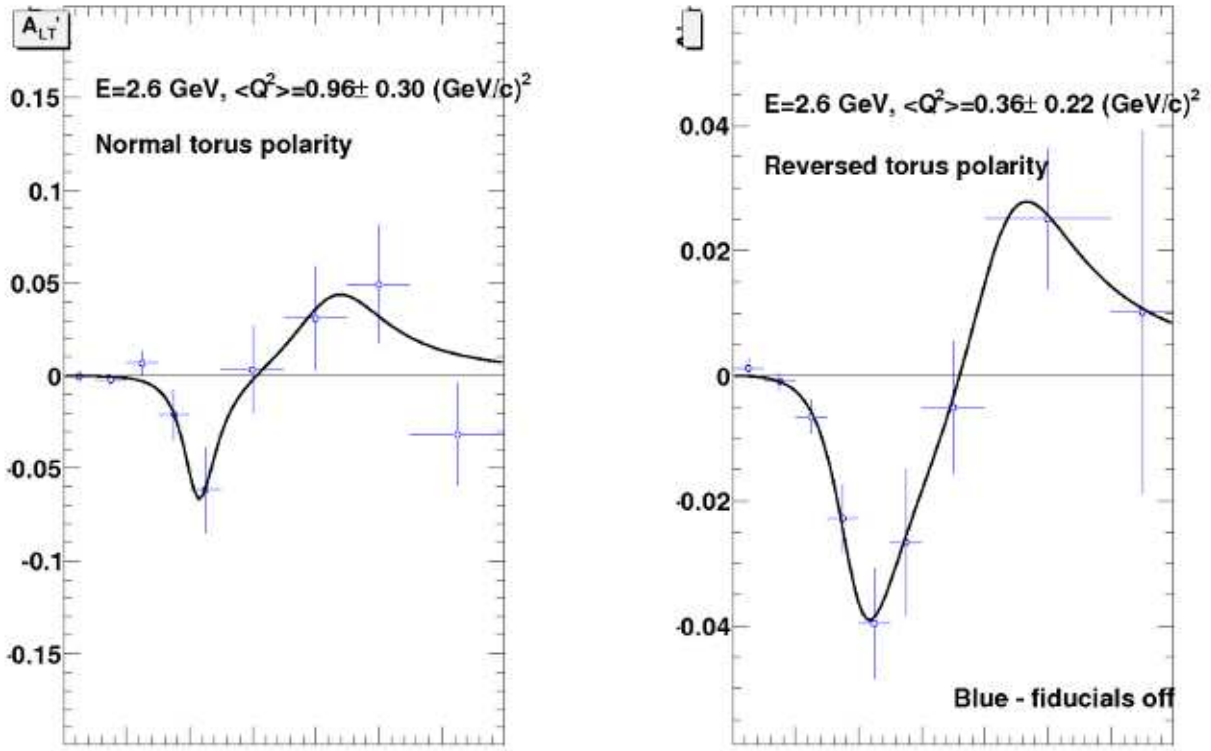 A_LT'
E=2.6 GeV, <Q²>=0.96± 0.30 (GeV/c)²
Normal torus polarity
0.15
0.1
0.05
0
-0.05
-0.1
-0.15
E=2.6 GeV, <Q²>=0.36± 0.22 (GeV/c)²
Reversed torus polarity
0.04
0.02
0
-0.02
-0.04
Blue - fiducials off